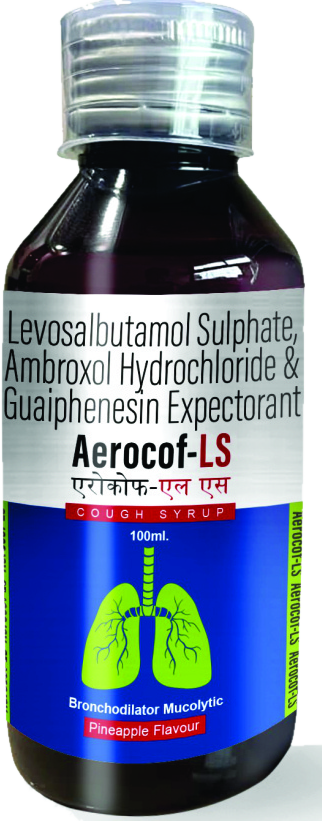 Levosalbutamol Sulphate,
Ambroxol Hydrochloride &
Guaiphenesin Expectorant
Aerocof-LS
एरोकोफ-एल एस
COUGH SYRUP
100ml.
Bronchodilator Mucolytic
Pineapple Flavour
Aerocof-LS Aerocof-LS Aerocof-LS